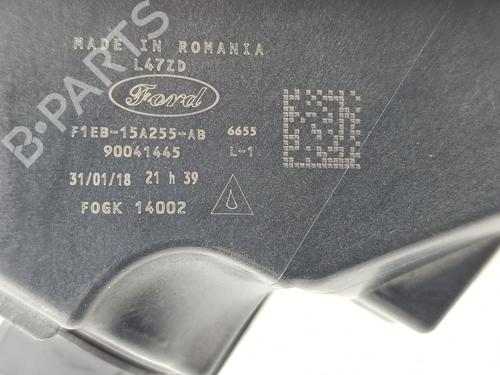 B-PARTS
MADE IN ROMANIA
L47ZD
Ford
F1EB-15A255-AB 6655
90041445 L-1
31/01/18 21 h 39
FOGK 14002